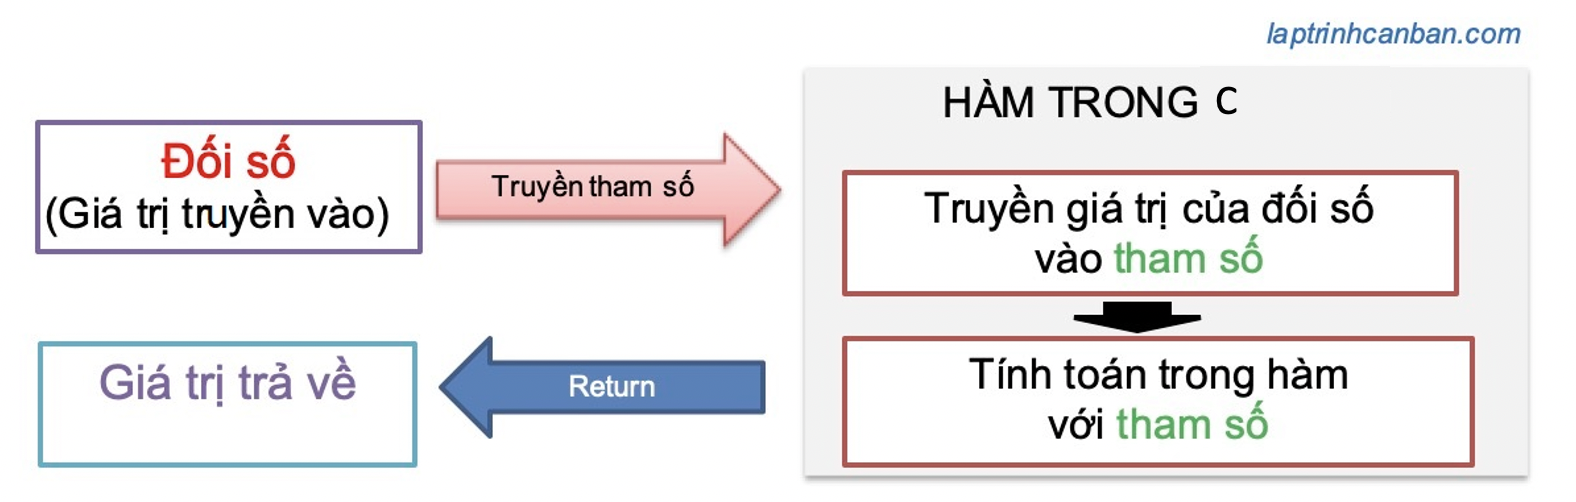 laptrinhcanban.com
HÀM TRONG C
Đối số
(Giá trị truyền vào)
Truyền tham số
Truyền giá trị của đối số
vào tham số
Tính toán trong hàm
với tham số
Return
Giá trị trả về